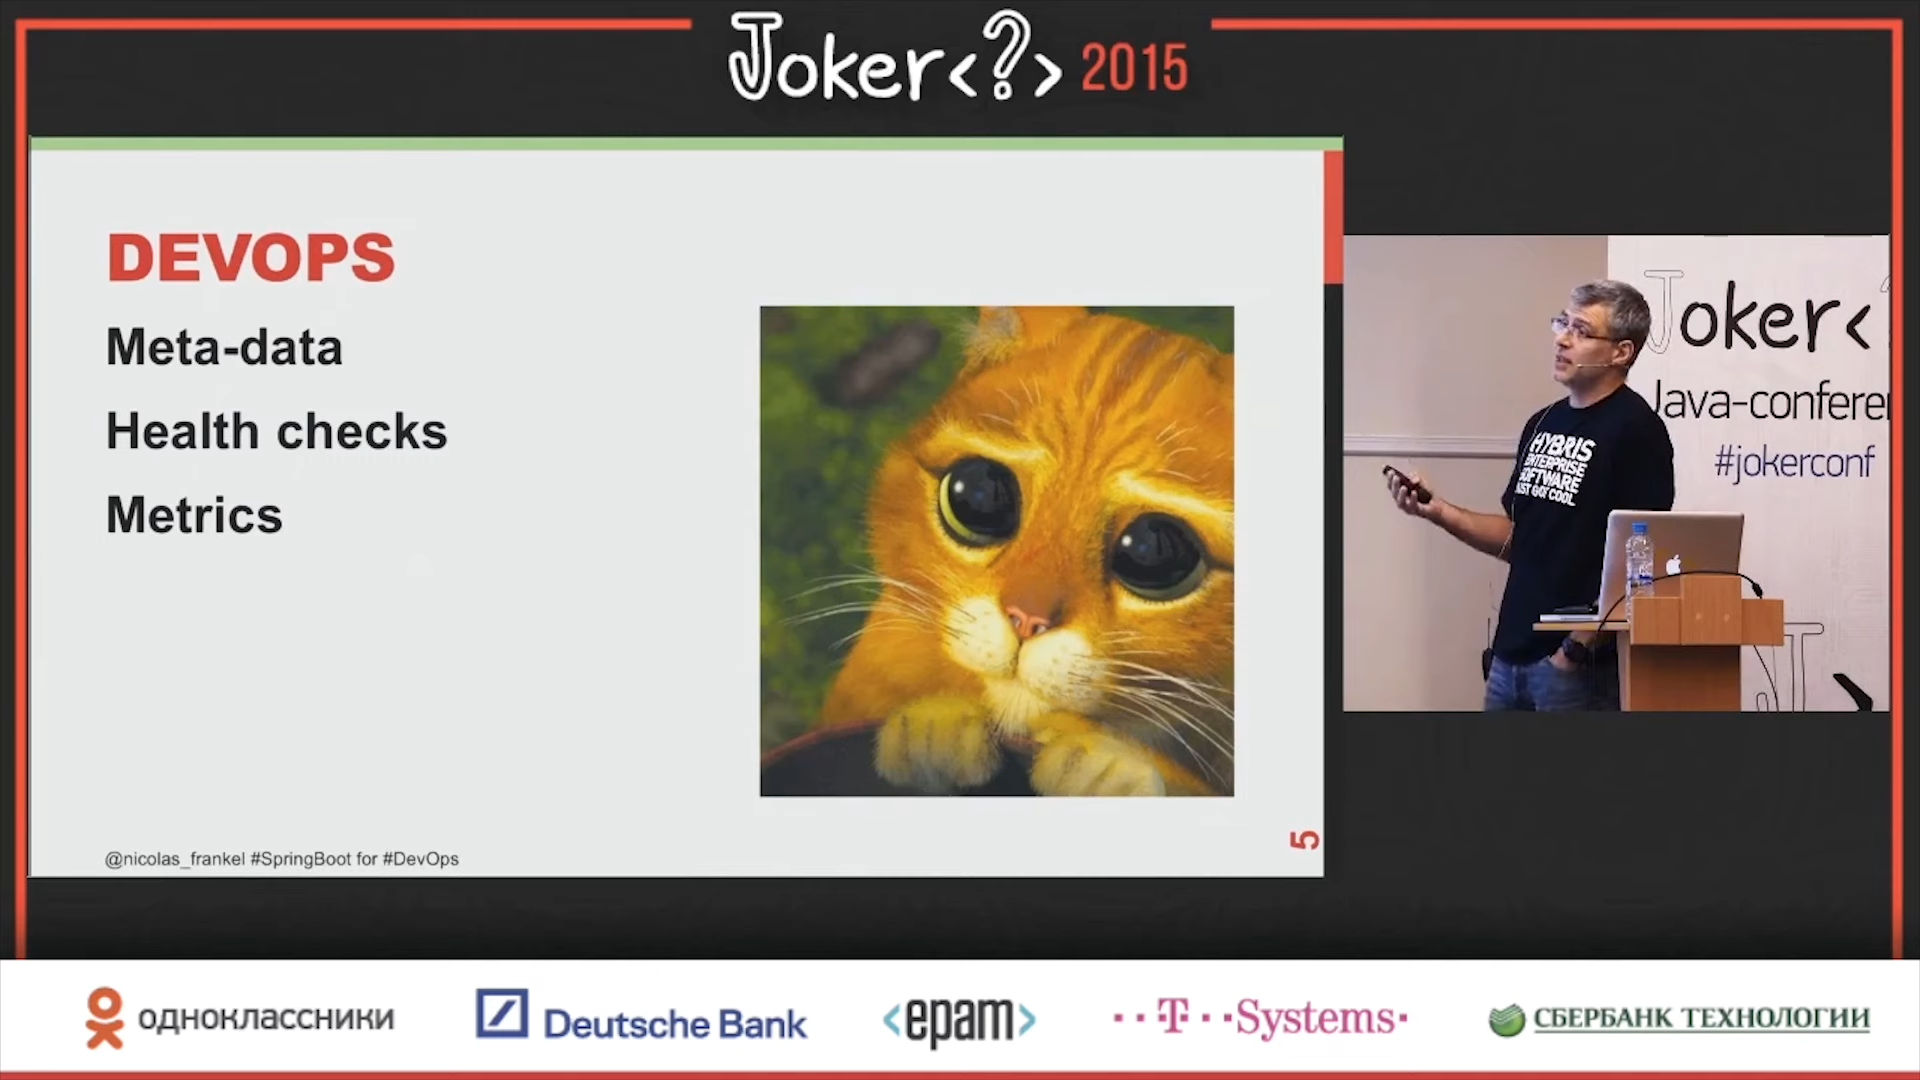 Joker<?> 2015
DEVOPS
Meta-data
Health checks
Metrics
@nicolas_frankel #SpringBoot for #DevOps
5
Joker<?
Java-conferen
#jokerconf
HYBRIS
ENTERPRISE
SOFTWARE
JUST GOT COOL
одноклассники
Deutsche Bank
<epam>
T Systems
СБЕРБАНК ТЕХНОЛОГИИ